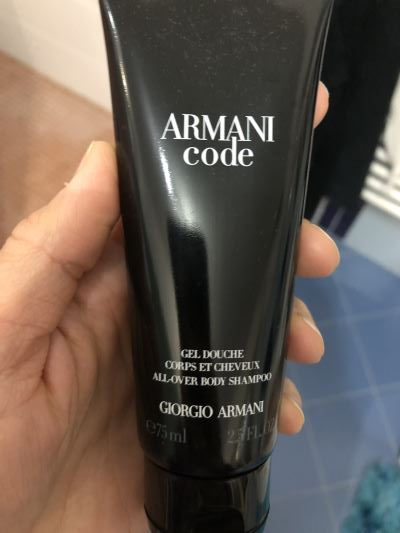 ARMANI
code
GEL DOUCHE
CORPS ET CHEVEUX
ALL-OVER BODY SHAMPOO
GIORGIO ARMANI
℮75 ml 2.5 FL.OZ